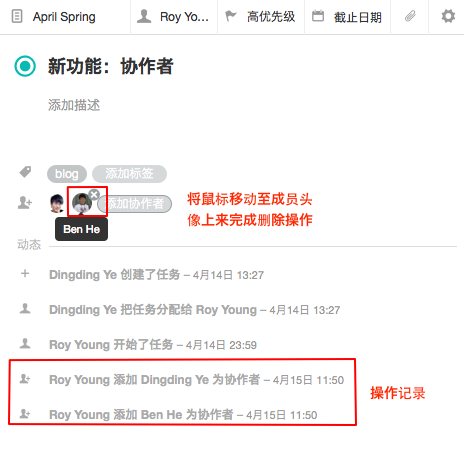 April Spring Roy Yo... 高优先级 截止日期
新功能：协作者
添加描述
blog 添加标签
添加协作者
将鼠标移动至成员头
像上来完成删除操作
Ben He
动态
Dingding Ye 创建了任务 – 4月14日 13:27
Dingding Ye 把任务分配给 Roy Young – 4月14日 13:27
Roy Young 开始了任务 – 4月14日 23:59
Roy Young 添加 Dingding Ye 为协作者 – 4月15日 11:50
操作记录
Roy Young 添加 Ben He 为协作者 – 4月15日 11:50